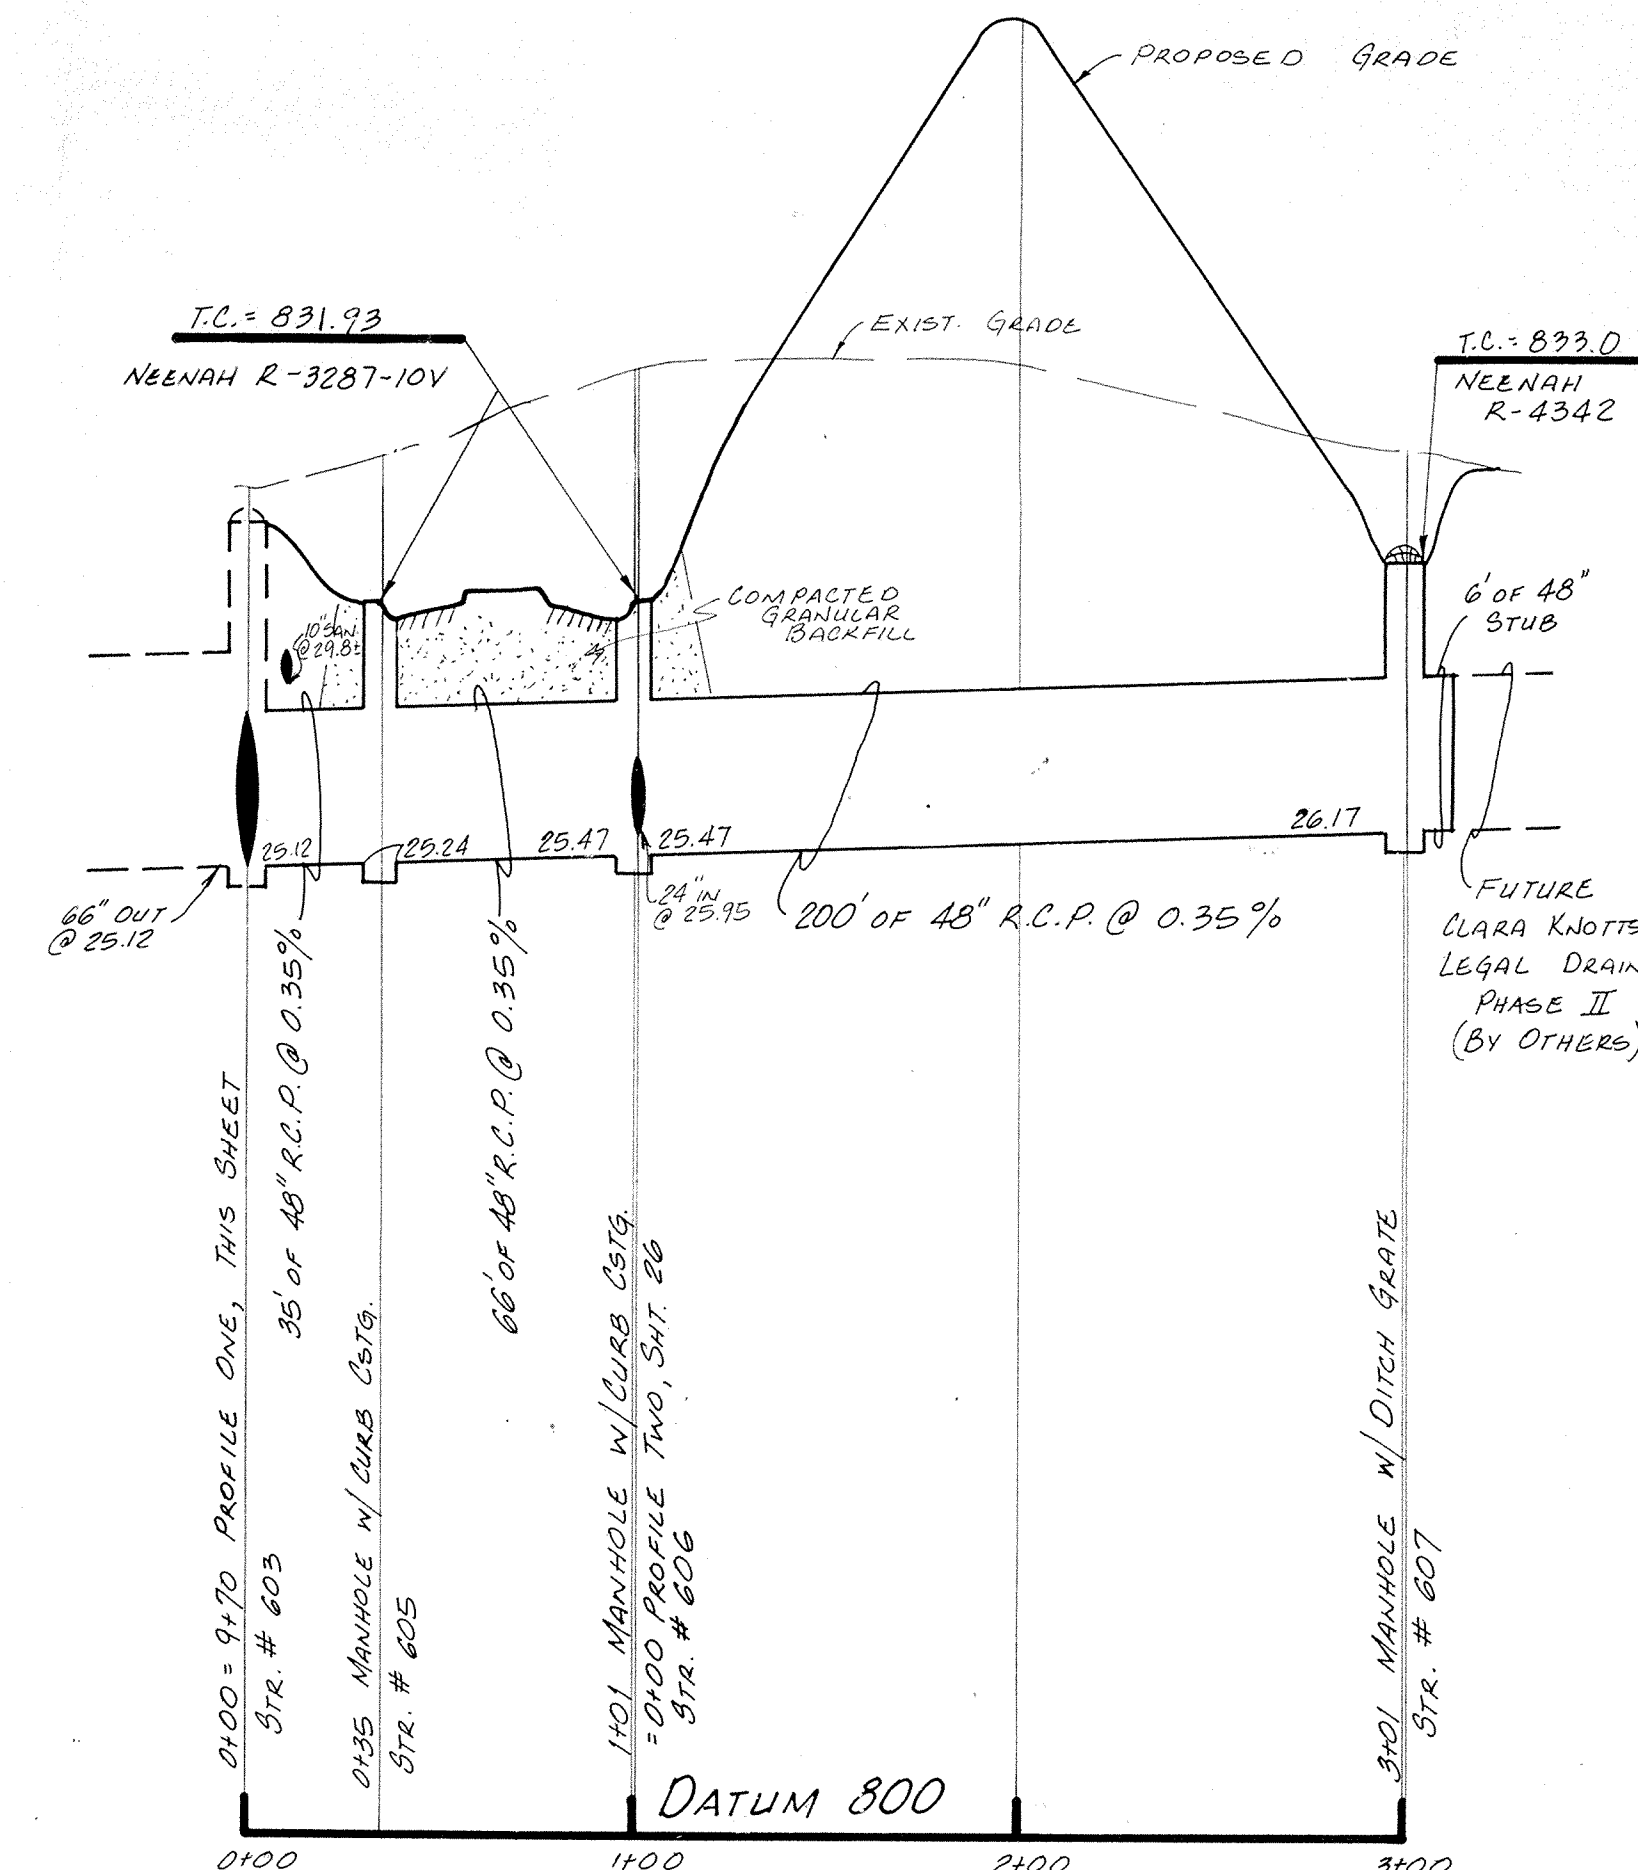 PROPOSED GRADE
T.C. = 831.93
NEENAH R-3287-10V
EXIST. GRADE
T.C. = 833.0
NEENAH
R-4342
COMPACTED
GRANULAR
BACKFILL
6' OF 48"
STUB
10" SAN
@ 29.8±
25.12
25.24
25.47
25.47
26.17
66" OUT
@ 25.12
24" IN
@ 25.95
200' OF 48" R.C.P. @ 0.35%
FUTURE
CLARA KNOTTS
LEGAL DRAIN
PHASE II
(BY OTHERS)
35' OF 48" R.C.P. @ 0.35%
66' OF 48" R.C.P. @ 0.35%
0+00 = 9+70 PROFILE ONE, THIS SHEET
STR. # 603
0+35 MANHOLE W/ CURB CSTG.
STR. # 605
1+01 MANHOLE W/ CURB CSTG.
= 0+00 PROFILE TWO, SHT. 26
STR. # 606
3+01 MANHOLE W/ DITCH GRATE
STR. # 607
DATUM 800
0+00
1+00
2+00
3+00